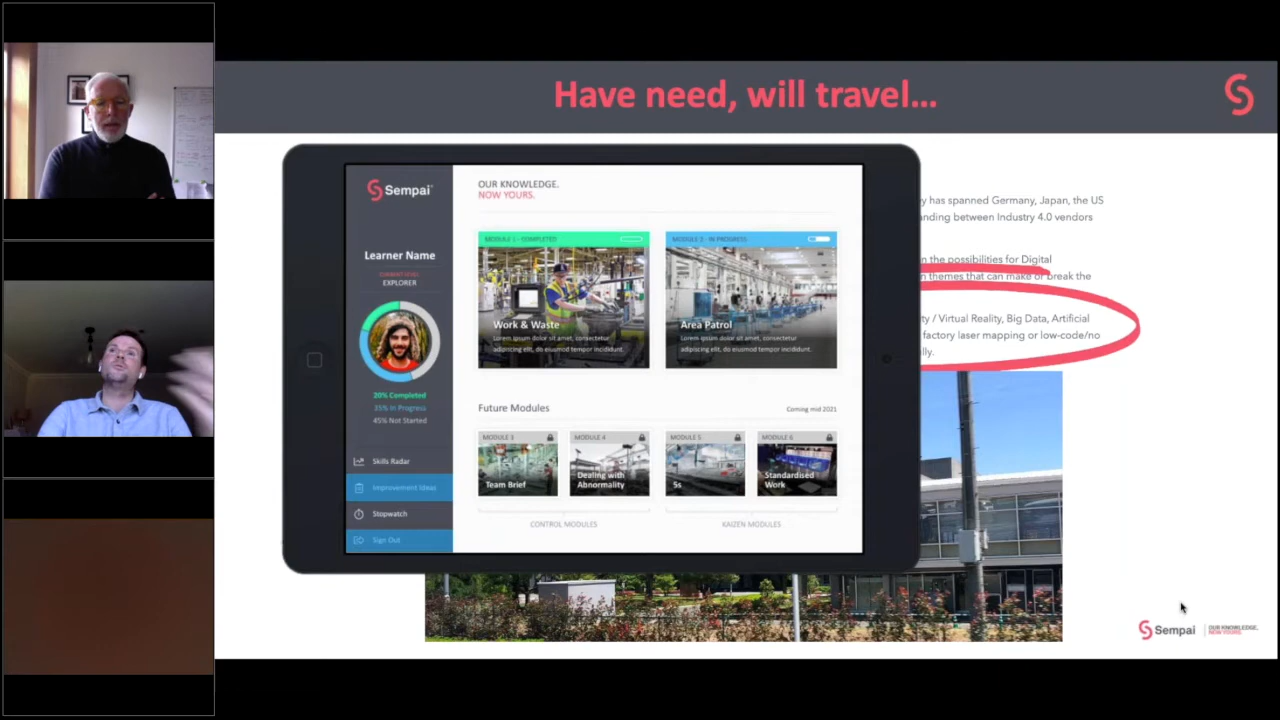 Have need, will travel...
y has spanned Germany, Japan, the US
nding between Industry 4.0 vendors
n the possibilities for Digital
n themes that can make or break the
ty / Virtual Reality, Big Data, Artificial
factory laser mapping or low-code/no
lly.
Sempai
OUR KNOWLEDGE.
NOW YOURS.
Learner Name
CURRENT LEVEL
EXPLORER
20% Completed
35% In Progress
45% Not Started
Skills Radar
Improvement Ideas
Stopwatch
Sign Out
MODULE 1 - COMPLETED
Work & Waste
Lorem ipsum dolor sit amet, consectetur
adipiscing elit, do eiusmod tempor incididunt.
MODULE 2 - IN PROGRESS
Area Patrol
Lorem ipsum dolor sit amet, consectetur
adipiscing elit, do eiusmod tempor incididunt.
Future Modules
Coming mid 2021
MODULE 3
Team Brief
MODULE 4
Dealing with
Abnormality
MODULE 5
5s
MODULE 6
Standardised
Work
CONTROL MODULES
KAIZEN MODULES
Sempai
OUR KNOWLEDGE.
NOW YOURS.